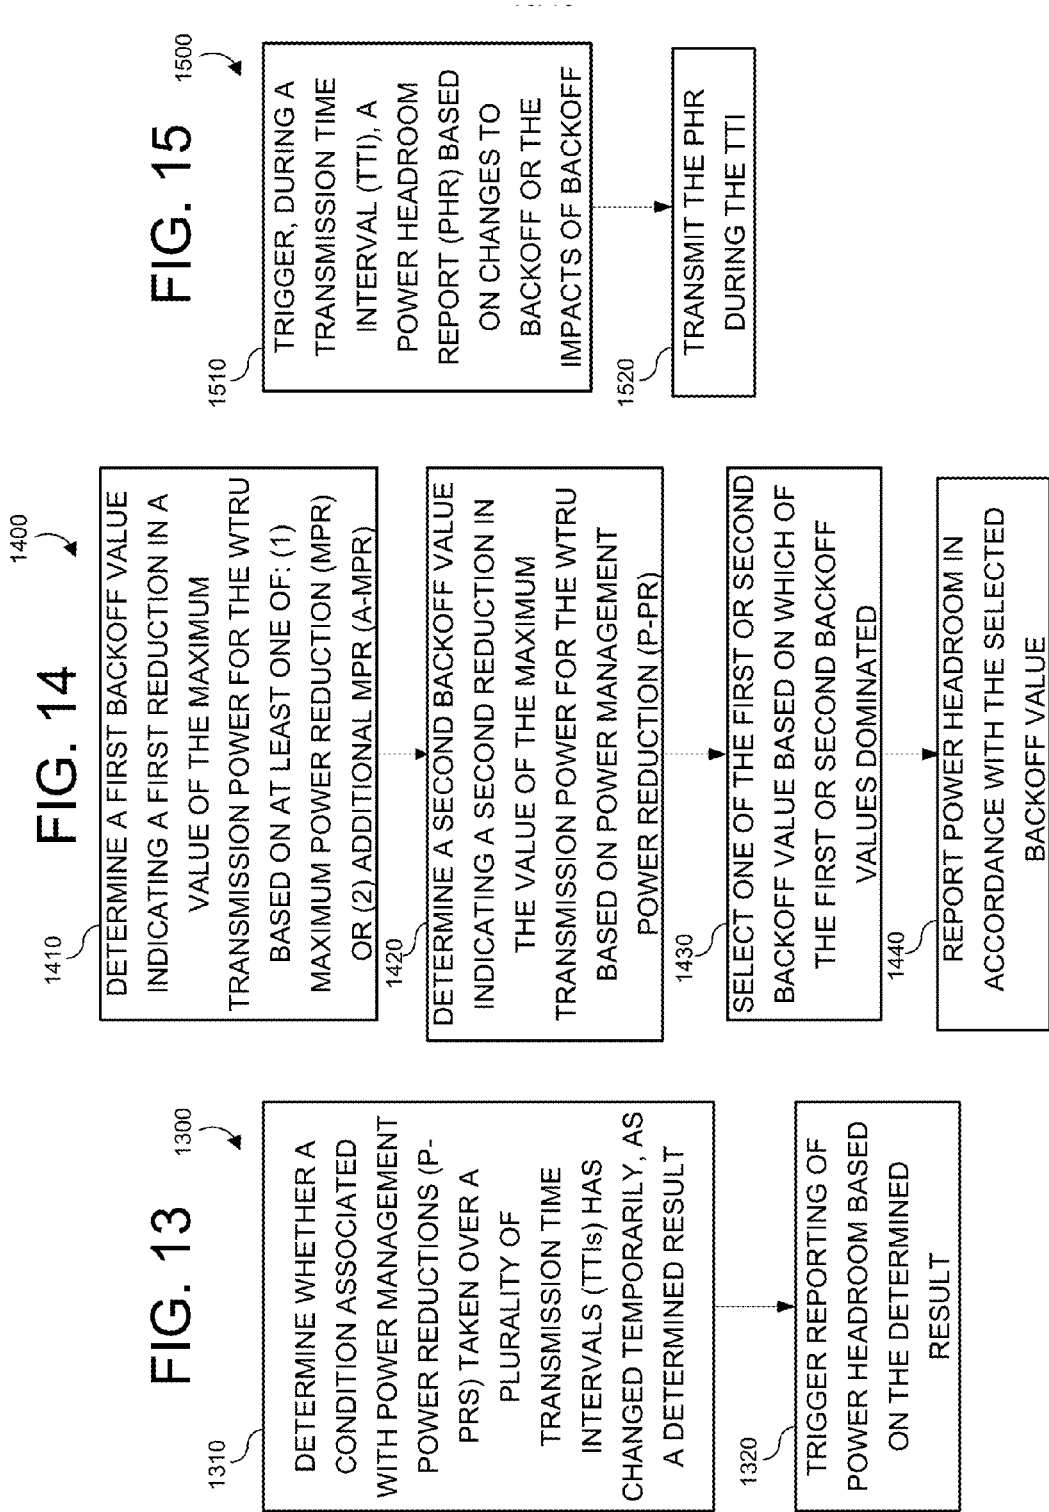 FIG. 13
1300
1310
DETERMINE WHETHER A
CONDITION ASSOCIATED
WITH POWER MANAGEMENT
POWER REDUCTIONS (P-
PRS) TAKEN OVER A
PLURALITY OF
TRANSMISSION TIME
INTERVALS (TTIs) HAS
CHANGED TEMPORARILY, AS
A DETERMINED RESULT
1320
TRIGGER REPORTING OF
POWER HEADROOM BASED
ON THE DETERMINED
RESULT
FIG. 14
1400
1410
DETERMINE A FIRST BACKOFF VALUE
INDICATING A FIRST REDUCTION IN A
VALUE OF THE MAXIMUM
TRANSMISSION POWER FOR THE WTRU
BASED ON AT LEAST ONE OF: (1)
MAXIMUM POWER REDUCTION (MPR)
OR (2) ADDITIONAL MPR (A-MPR)
1420
DETERMINE A SECOND BACKOFF VALUE
INDICATING A SECOND REDUCTION IN
THE VALUE OF THE MAXIMUM
TRANSMISSION POWER FOR THE WTRU
BASED ON POWER MANAGEMENT
POWER REDUCTION (P-PR)
1430
SELECT ONE OF THE FIRST OR SECOND
BACKOFF VALUE BASED ON WHICH OF
THE FIRST OR SECOND BACKOFF
VALUES DOMINATED
1440
REPORT POWER HEADROOM IN
ACCORDANCE WITH THE SELECTED
BACKOFF VALUE
FIG. 15
1500
1510
TRIGGER, DURING A
TRANSMISSION TIME
INTERVAL (TTI), A
POWER HEADROOM
REPORT (PHR) BASED
ON CHANGES TO
BACKOFF OR THE
IMPACTS OF BACKOFF
1520
TRANSMIT THE PHR
DURING THE TTI